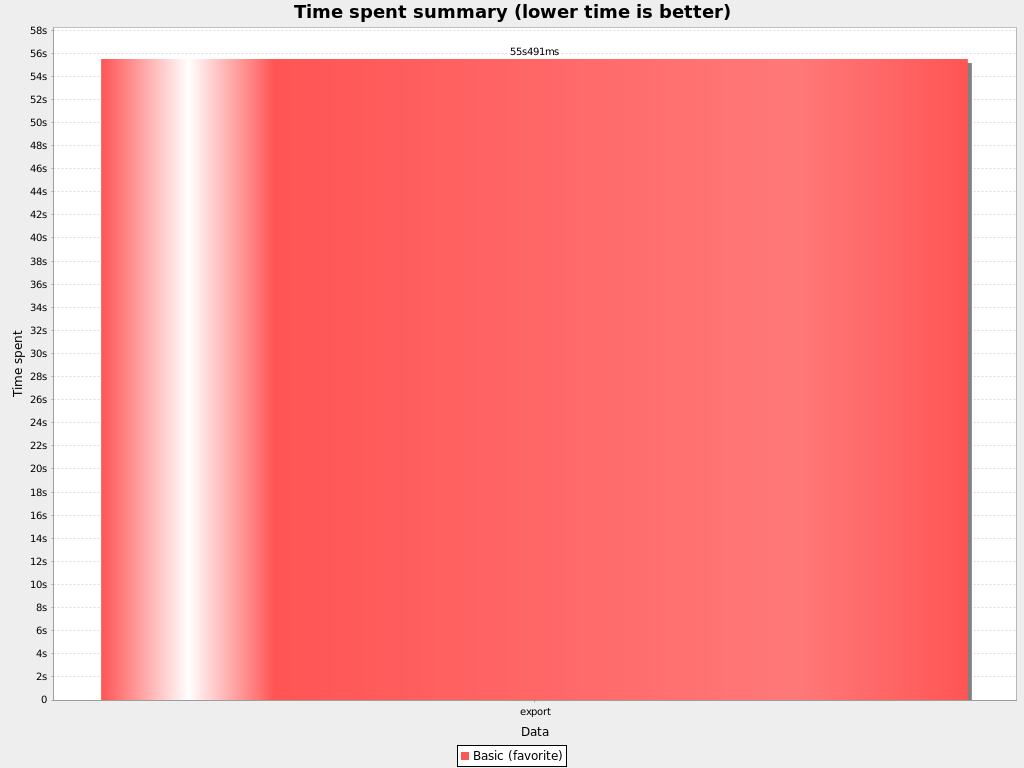 Time spent summary (lower time is better)
58s
56s
54s
52s
50s
48s
46s
44s
42s
40s
38s
36s
34s
32s
30s
28s
26s
24s
22s
20s
18s
16s
14s
12s
10s
8s
6s
4s
2s
0
Time spent
55s491ms
export
Data
Basic (favorite)